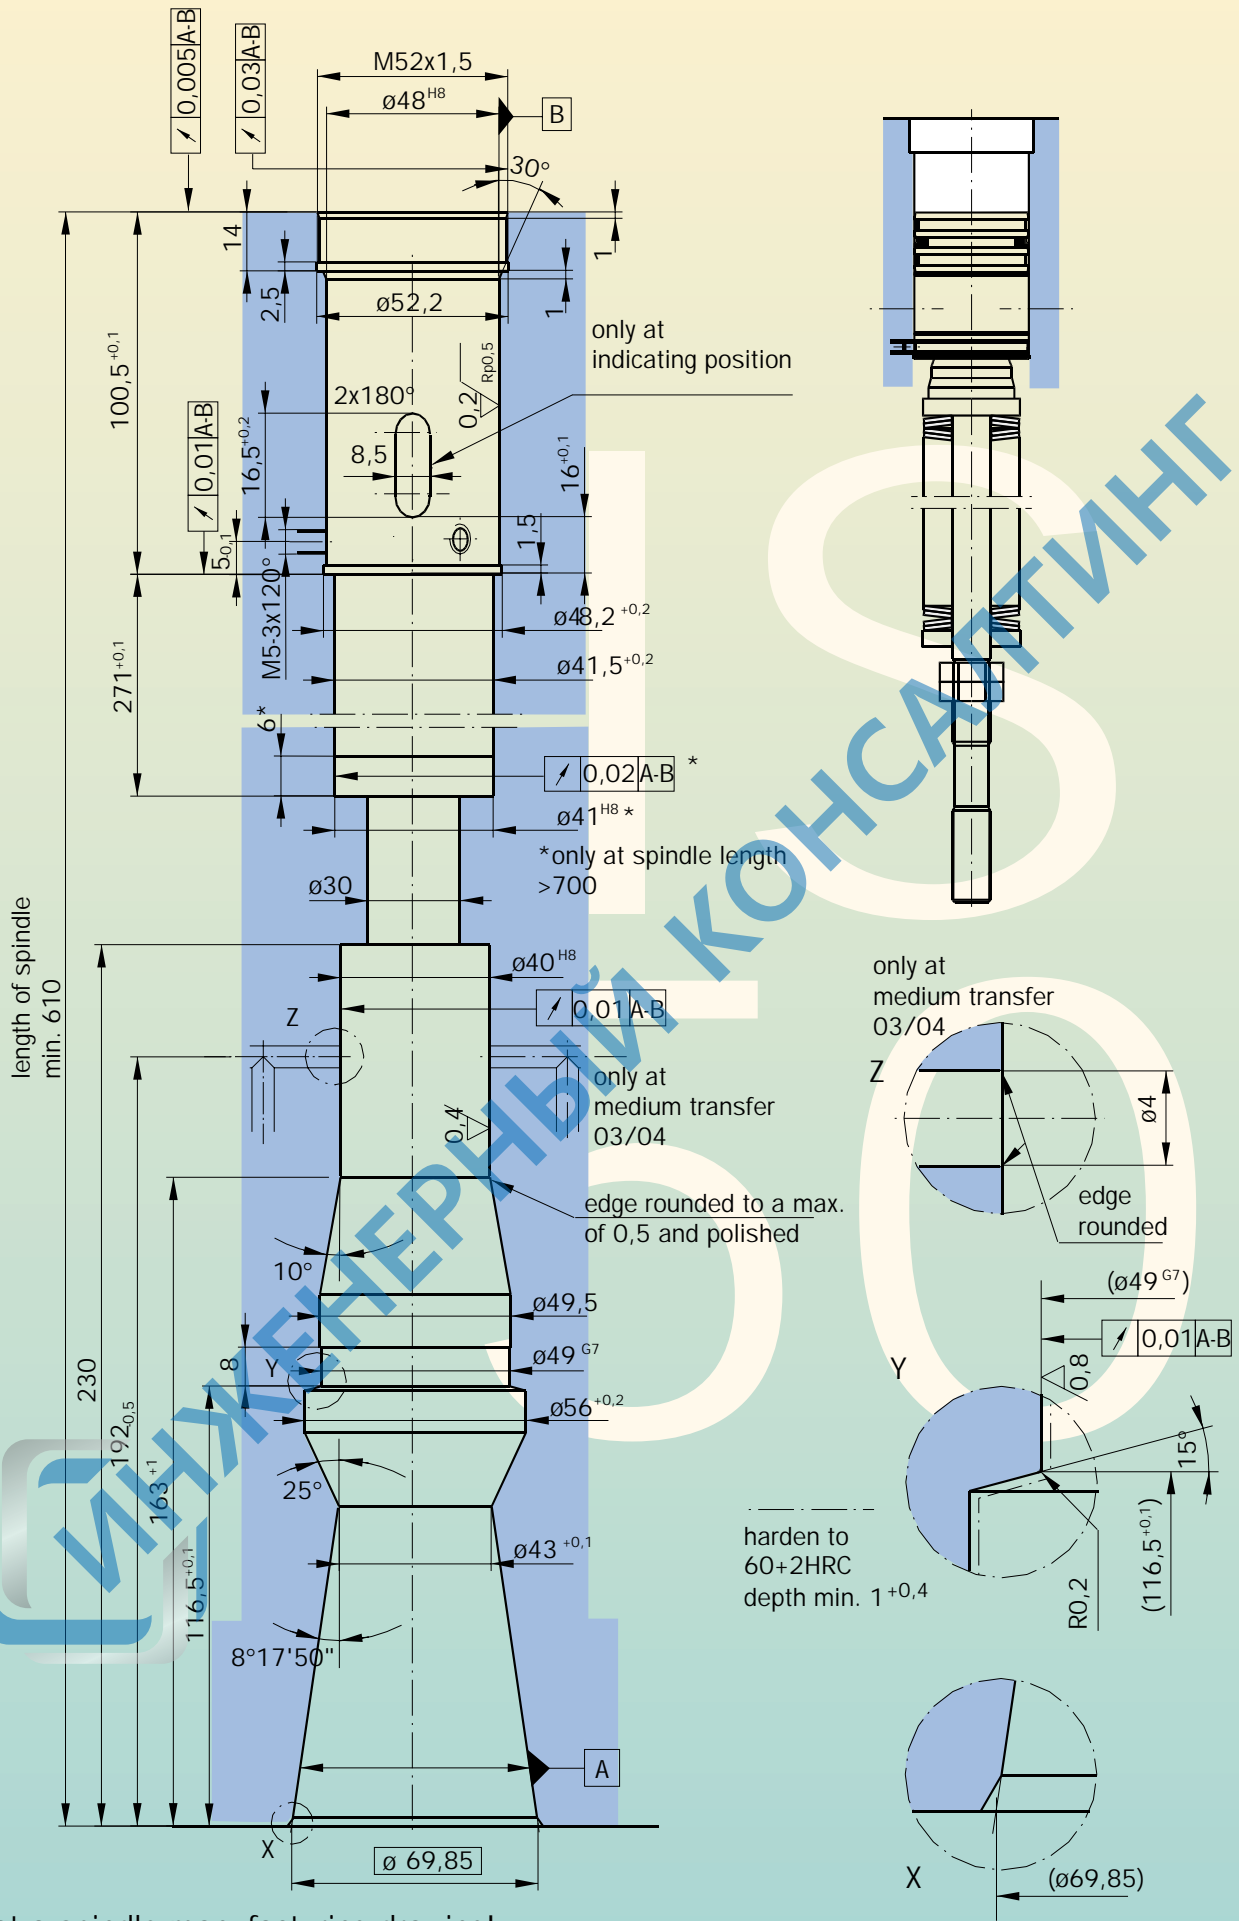 0,005 A-B
0,03 A-B
M52x1,5
ø48 H8
B
30°
14
2,5
1
1
ø52,2
only at
indicating position
100,5 +0,1
0,01 A-B
16,5 +0,2
2x180°
0,2
Rp0,5
8,5
16 +0,1
1,5
5 -0,1
M5-3x120°
ø48,2 +0,2
ø41,5 +0,2
271 +0,1
6*
0,02 A-B *
ø41 H8 *
*only at spindle length
>700
ø30
length of spindle
min. 610
ø40 H8
0,01 A-B
Z
only at
medium transfer
03/04
0,4
edge rounded to a max.
of 0,5 and polished
10°
ø49,5
8
Y
ø49 G7
ø56 +0,2
230
192 -0,5
163 +1
116,5 +0,1
25°
ø43 +0,1
8°17'50"
A
X
ø 69,85
only at
medium transfer
03/04
Z
ø4
edge
rounded
(ø49 G7)
0,01 A-B
Y
0,8
15°
harden to
60+2HRC
depth min. 1 +0,4
R0,2
(116,5 +0,1)
X
(ø69,85)
IS
50
ИНЖЕНЕРНЫЙ КОНСАЛТИНГ